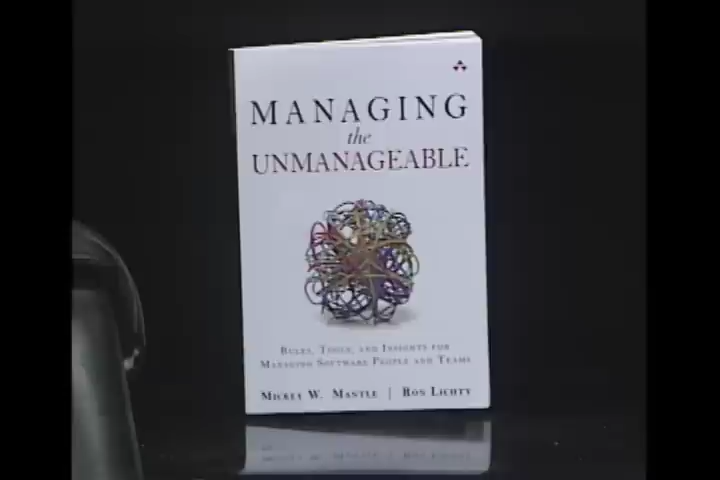 MANAGING
the
UNMANAGEABLE
RULES, TOOLS, AND INSIGHTS FOR
MANAGING SOFTWARE PEOPLE AND TEAMS
MICKEY W. MANTLE | RON LICHTY